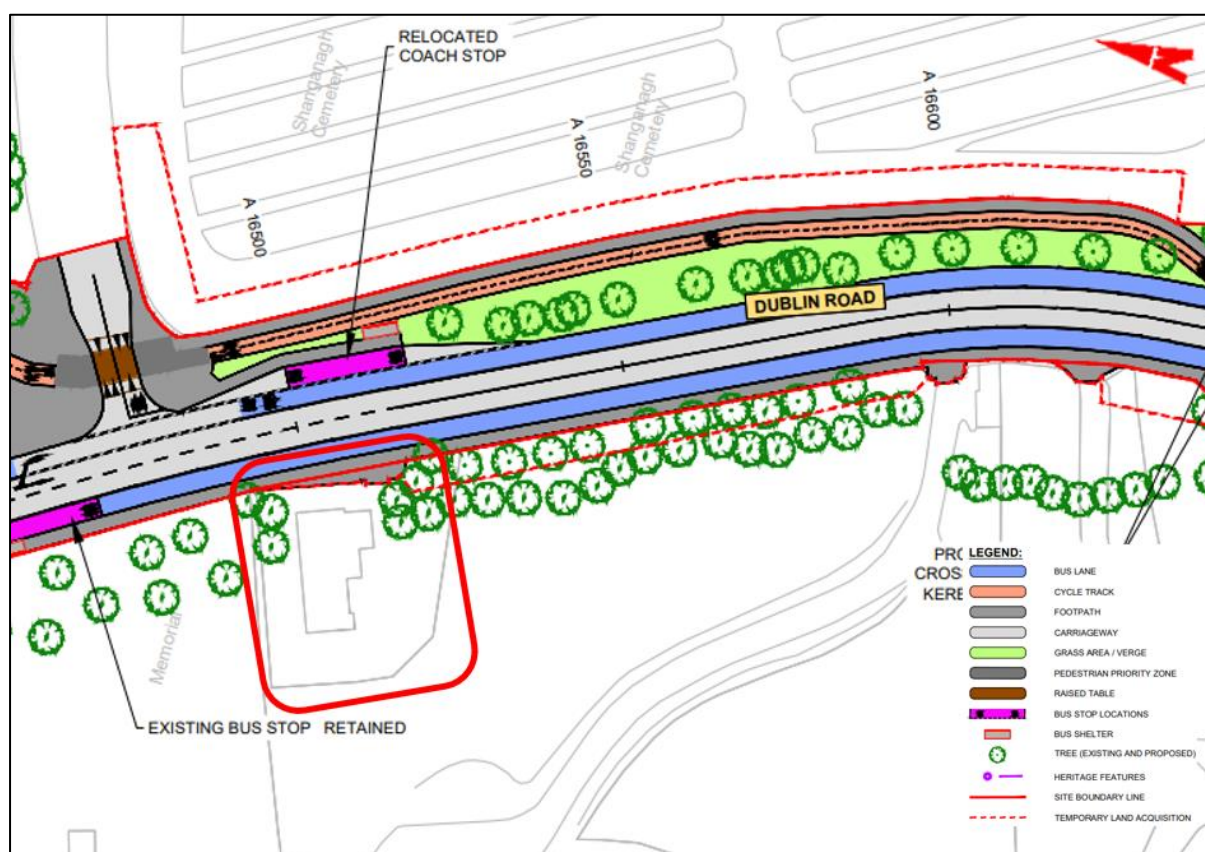 RELOCATED
COACH STOP
Shanganagh
Cemetery
Shanganagh
Cemetery
A 16500
A 16550
A 16600
DUBLIN ROAD
Memorial
EXISTING BUS STOP RETAINED
PRO
CROS
KERB
LEGEND:
BUS LANE
CYCLE TRACK
FOOTPATH
CARRIAGEWAY
GRASS AREA / VERGE
PEDESTRIAN PRIORITY ZONE
RAISED TABLE
BUS STOP LOCATIONS
BUS SHELTER
TREE (EXISTING AND PROPOSED)
HERITAGE FEATURES
SITE BOUNDARY LINE
TEMPORARY LAND ACQUISITION